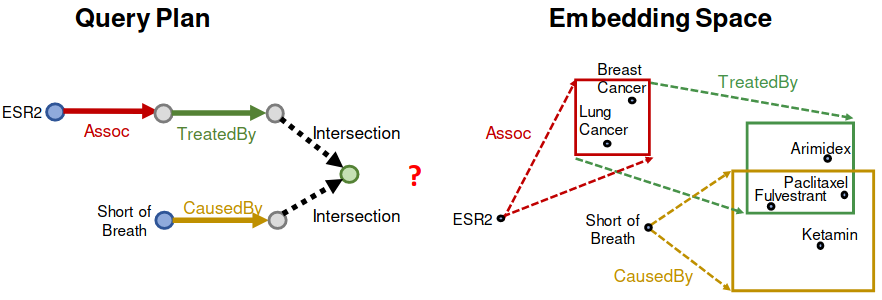 Query Plan
ESR2
Assoc
TreatedBy
Intersection
?
Short of
Breath
CausedBy
Intersection
Embedding Space
Breast
Cancer
Lung
Cancer
TreatedBy
Assoc
Arimidex
Paclitaxel
Fulvestrant
ESR2
Short of
Breath
Ketamin
CausedBy